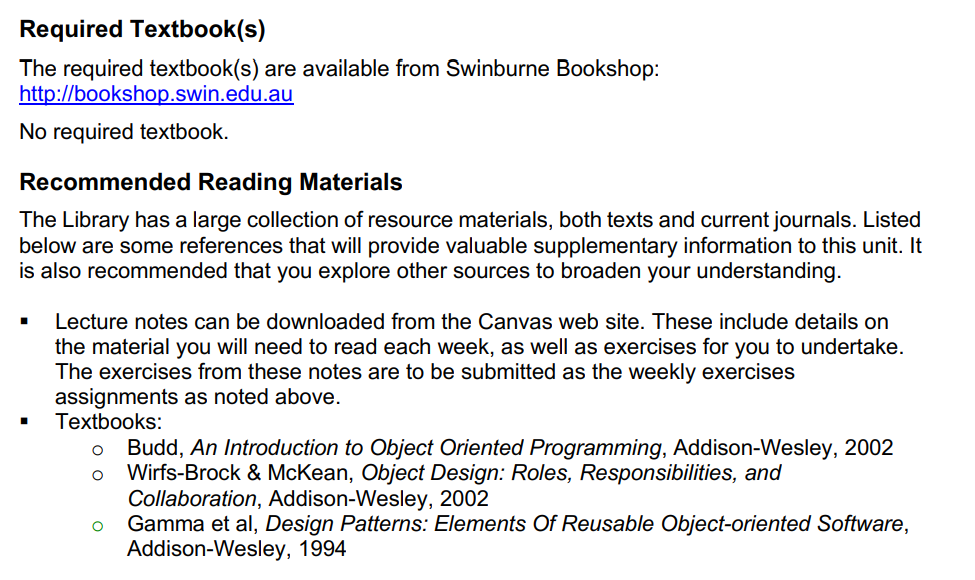 Required Textbook(s)
The required textbook(s) are available from Swinburne Bookshop:
http://bookshop.swin.edu.au
No required textbook.
Recommended Reading Materials
The Library has a large collection of resource materials, both texts and current journals. Listed
below are some references that will provide valuable supplementary information to this unit. It
is also recommended that you explore other sources to broaden your understanding.
▪ Lecture notes can be downloaded from the Canvas web site. These include details on
the material you will need to read each week, as well as exercises for you to undertake.
The exercises from these notes are to be submitted as the weekly exercises
assignments as noted above.
▪ Textbooks:
o Budd, An Introduction to Object Oriented Programming, Addison-Wesley, 2002
o Wirfs-Brock & McKean, Object Design: Roles, Responsibilities, and
Collaboration, Addison-Wesley, 2002
o Gamma et al, Design Patterns: Elements Of Reusable Object-oriented Software,
Addison-Wesley, 1994